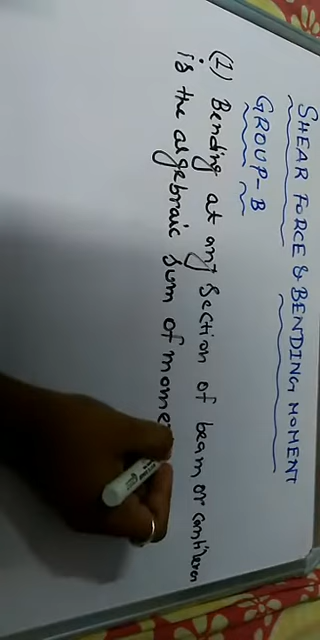 SHEAR FORCE & BENDING MOMENT
GROUP-B
(1) Bending at any section of beam or cantilever
is the algebraic sum of mome